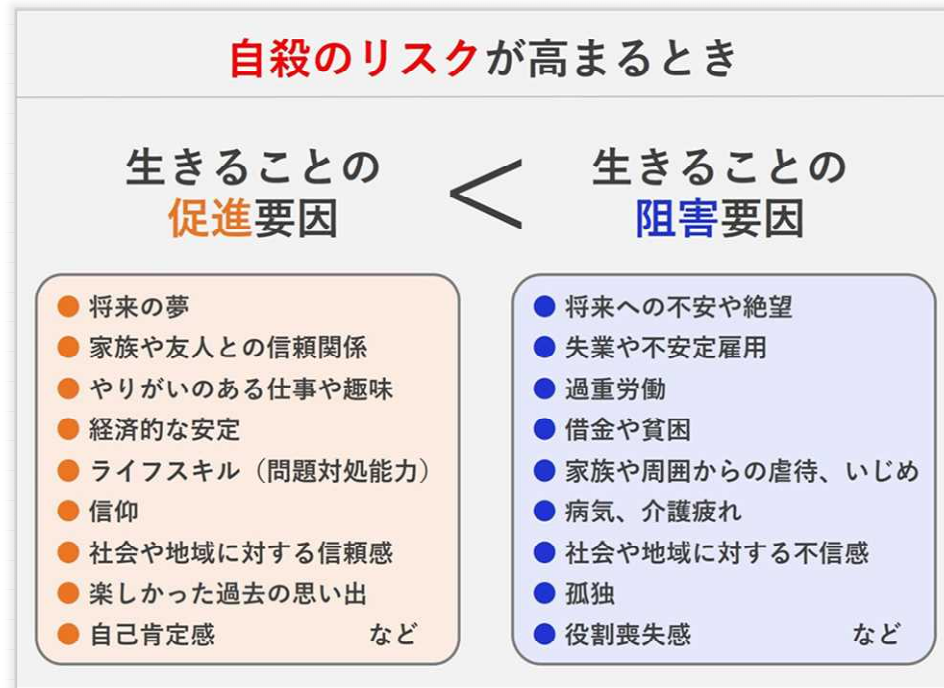 自殺のリスクが高まるとき
生きることの
促進要因
<
生きることの
阻害要因
将来の夢
家族や友人との信頼関係
やりがいのある仕事や趣味
経済的な安定
ライフスキル（問題対処能力）
信仰
社会や地域に対する信頼感
楽しかった過去の思い出
自己肯定感 など
将来への不安や絶望
失業や不安定雇用
過重労働
借金や貧困
家族や周囲からの虐待、いじめ
病気、介護疲れ
社会や地域に対する不信感
孤独
役割喪失感 など